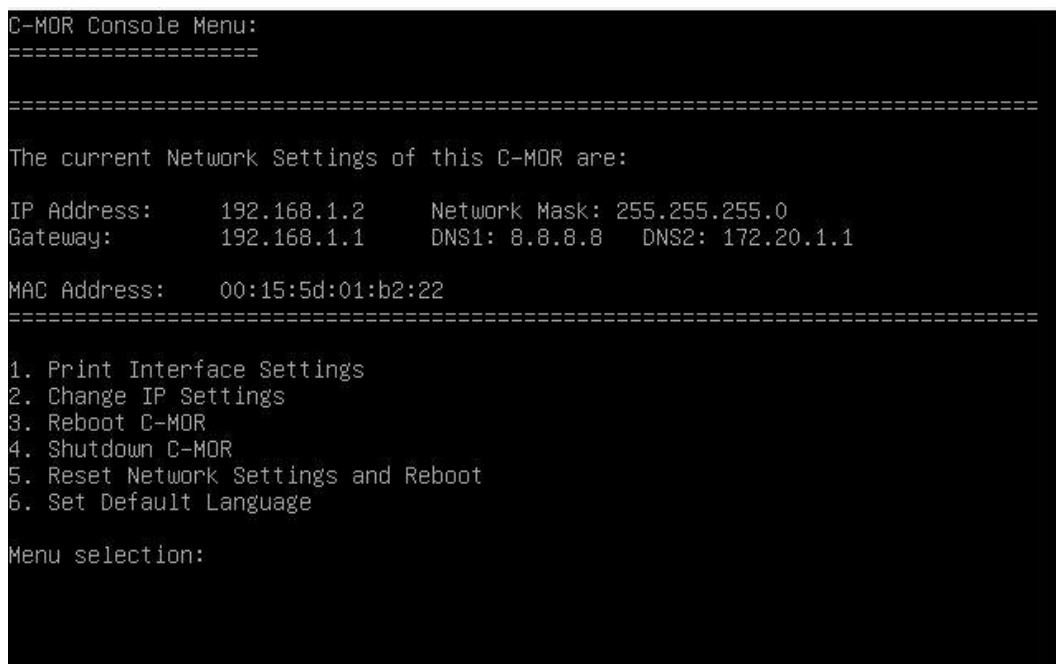 C-MOR Console Menu:
===================
==============================================================================
The current Network Settings of this C-MOR are:
IP Address: 192.168.1.2 Network Mask: 255.255.255.0
Gateway: 192.168.1.1 DNS1: 8.8.8.8 DNS2: 172.20.1.1
MAC Address: 00:15:5d:01:b2:22
==============================================================================
1. Print Interface Settings
2. Change IP Settings
3. Reboot C-MOR
4. Shutdown C-MOR
5. Reset Network Settings and Reboot
6. Set Default Language
Menu selection: